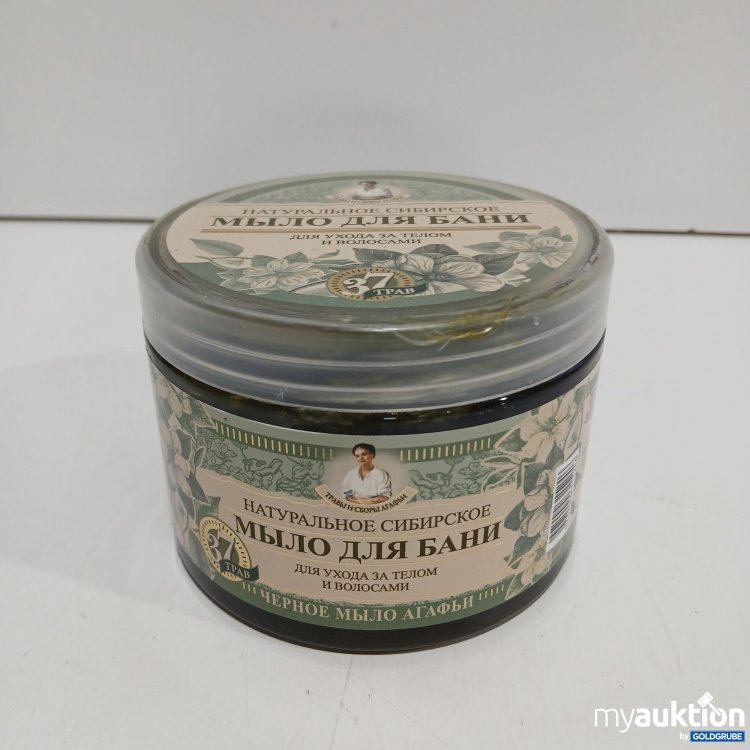 НАТУРАЛЬНОЕ СИБИРСКОЕ
МЫЛО ДЛЯ БАНИ
ДЛЯ УХОДА ЗА ТЕЛОМ
И ВОЛОСАМИ
37
ТРАВ
ТРАВЫ И СБОРЫ АГАФЬИ
НАТУРАЛЬНОЕ СИБИРСКОЕ
МЫЛО ДЛЯ БАНИ
37
ТРАВ
ДЛЯ УХОДА ЗА ТЕЛОМ
И ВОЛОСАМИ
ЧЕРНОЕ МЫЛО АГАФЬИ
myauktion
by GOLDGRUBE